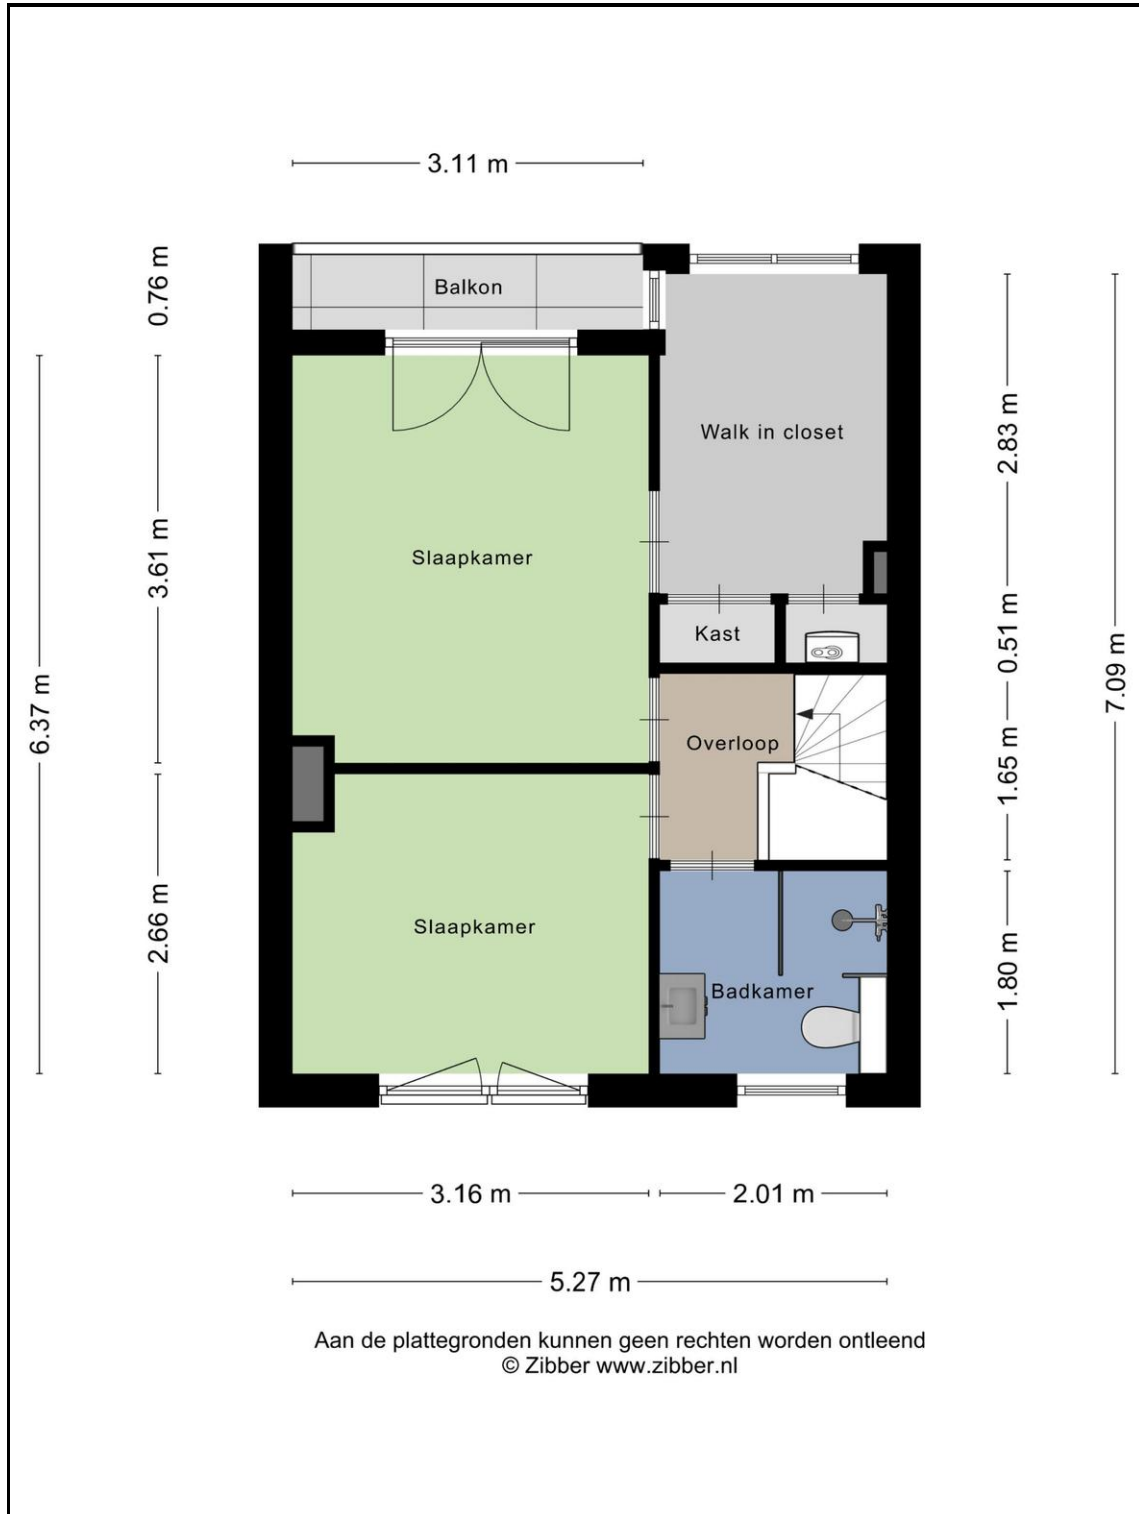 3.11 m
0.76 m
Balkon
Walk in closet
2.83 m
3.61 m
Slaapkamer
6.37 m
Kast
0.51 m
7.09 m
Overloop
1.65 m
2.66 m
Slaapkamer
Badkamer
1.80 m
3.16 m
2.01 m
5.27 m
Aan de plattegronden kunnen geen rechten worden ontleend
© Zibber www.zibber.nl